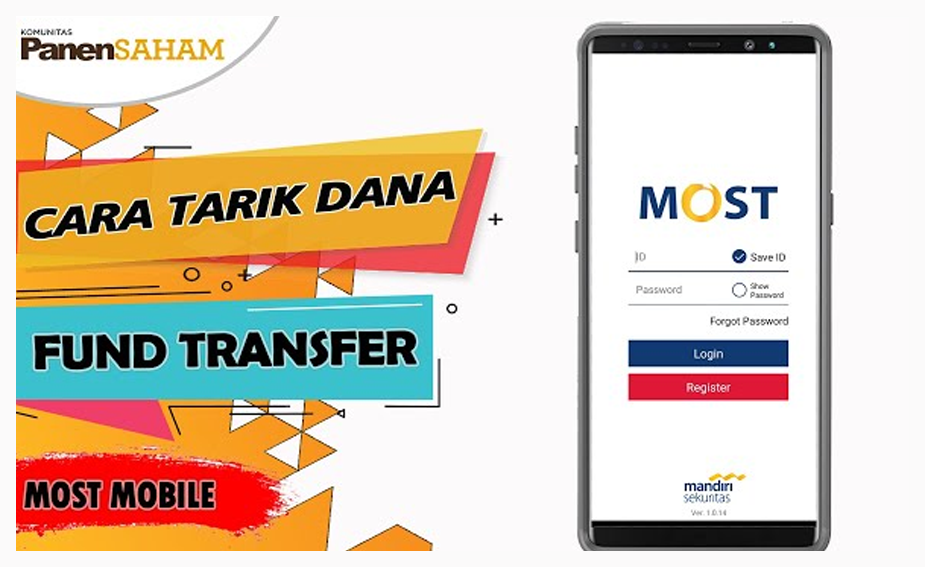 KOMUNITAS
PanenSAHAM
CARA TARIK DANA
FUND TRANSFER
MOST MOBILE
MOST
ID
Save ID
Password
Show
Password
Forgot Password
Login
Register
mandiri
sekuritas
Ver. 1.0.14